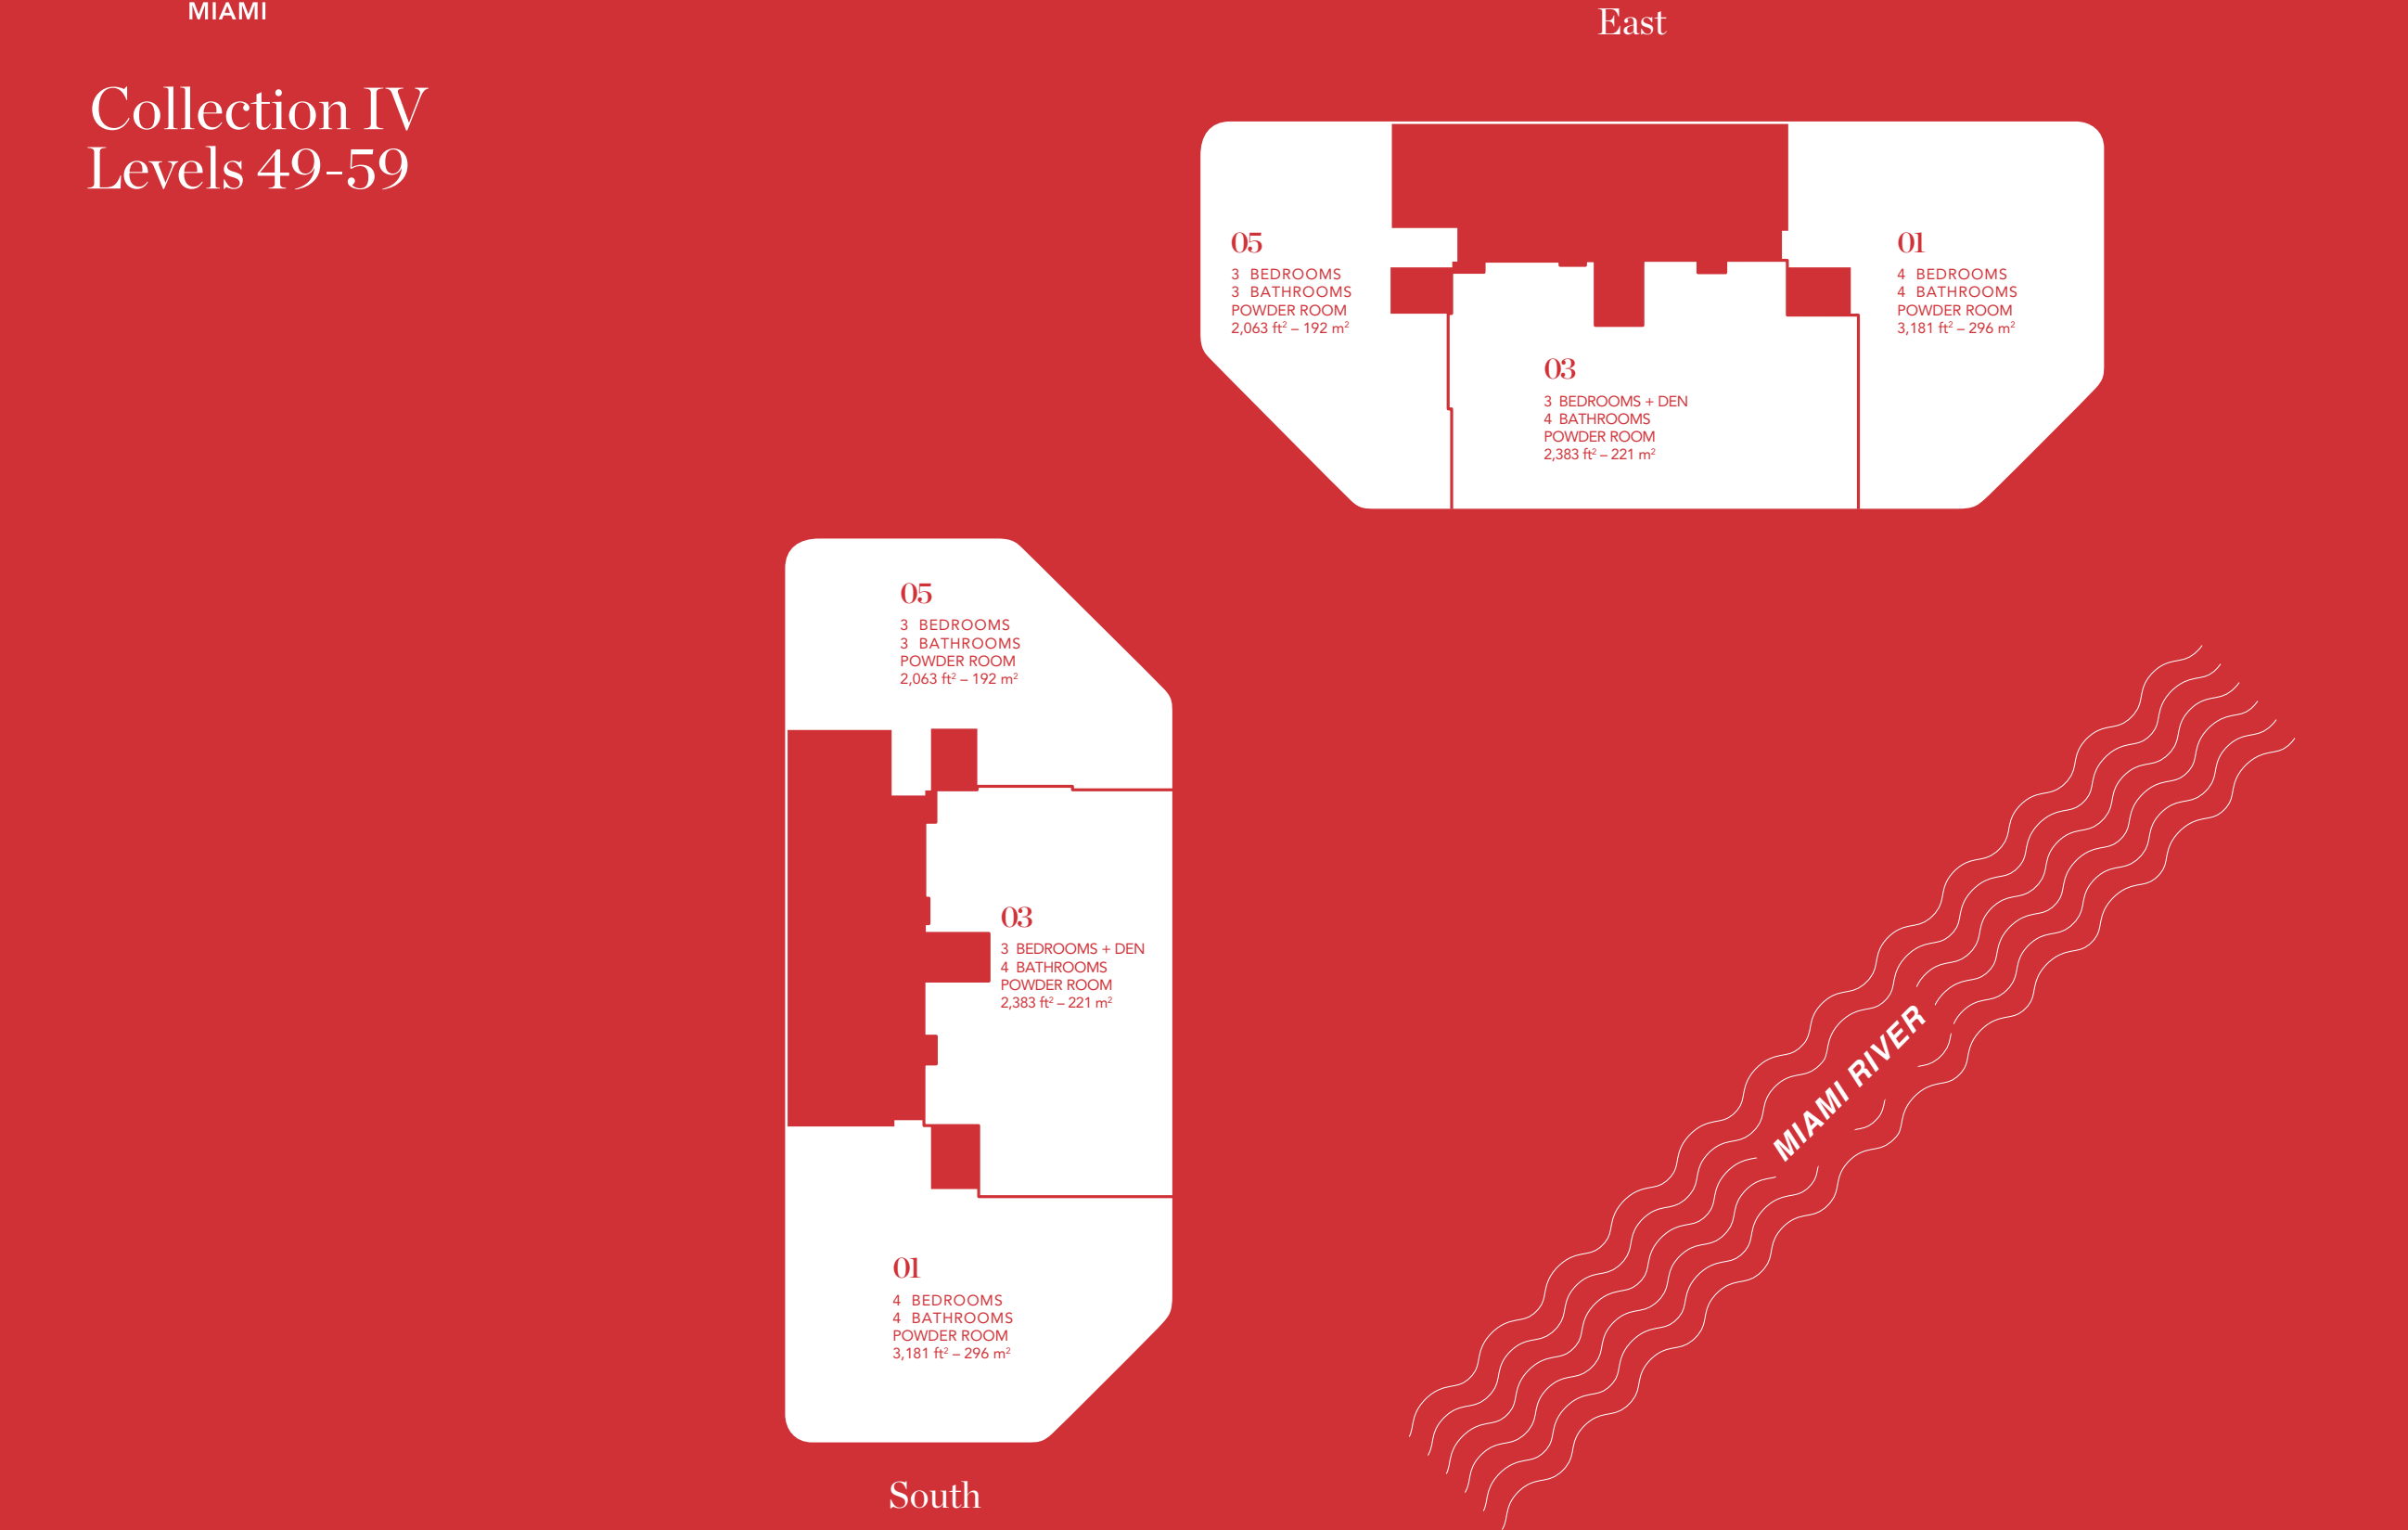 MIAMI
Collection IV
Levels 49-59
East
05
3 BEDROOMS
3 BATHROOMS
POWDER ROOM
2,063 ft² – 192 m²
03
3 BEDROOMS + DEN
4 BATHROOMS
POWDER ROOM
2,383 ft² – 221 m²
01
4 BEDROOMS
4 BATHROOMS
POWDER ROOM
3,181 ft² – 296 m²
05
3 BEDROOMS
3 BATHROOMS
POWDER ROOM
2,063 ft² – 192 m²
03
3 BEDROOMS + DEN
4 BATHROOMS
POWDER ROOM
2,383 ft² – 221 m²
01
4 BEDROOMS
4 BATHROOMS
POWDER ROOM
3,181 ft² – 296 m²
South
MIAMI RIVER